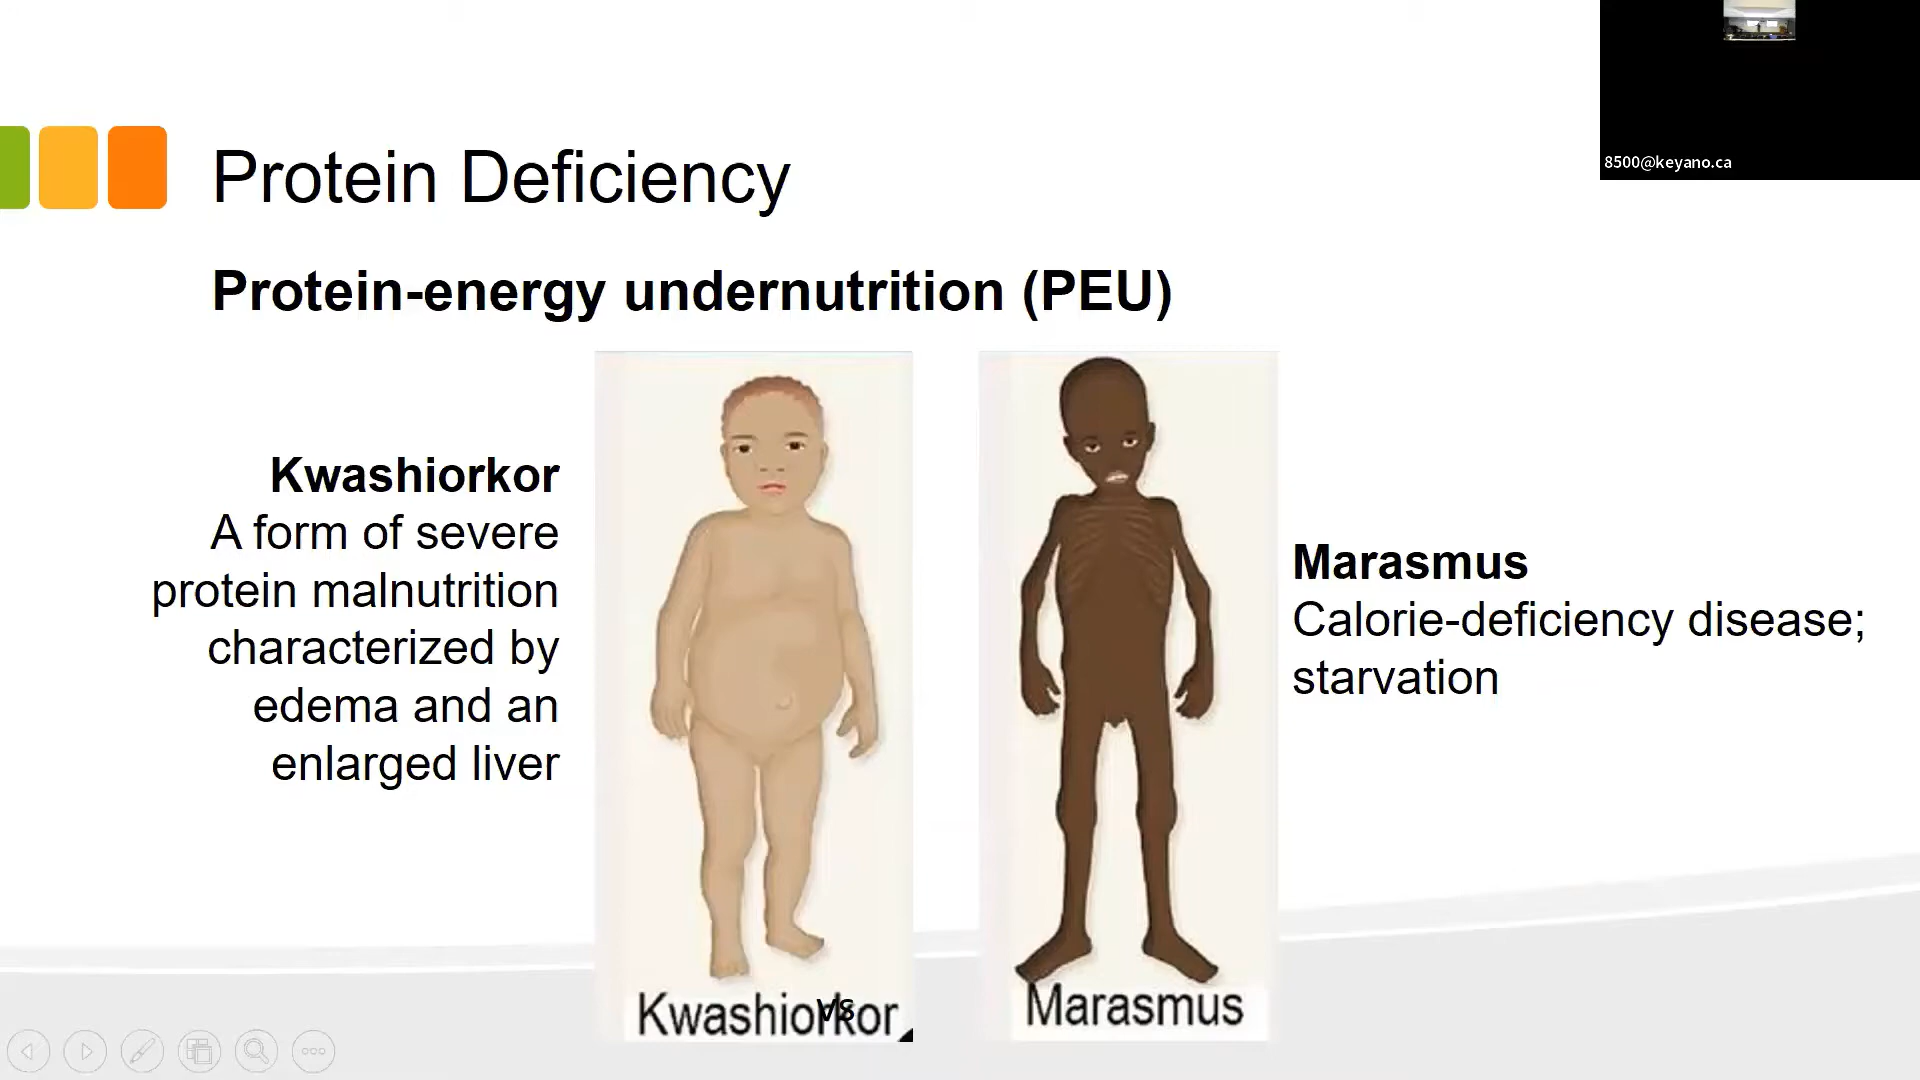 8500@keyano.ca
Protein Deficiency
Protein-energy undernutrition (PEU)
Kwashiorkor
A form of severe
protein malnutrition
characterized by
edema and an
enlarged liver
Marasmus
Calorie-deficiency disease;
starvation
Kwashiorkor
vs
Marasmus